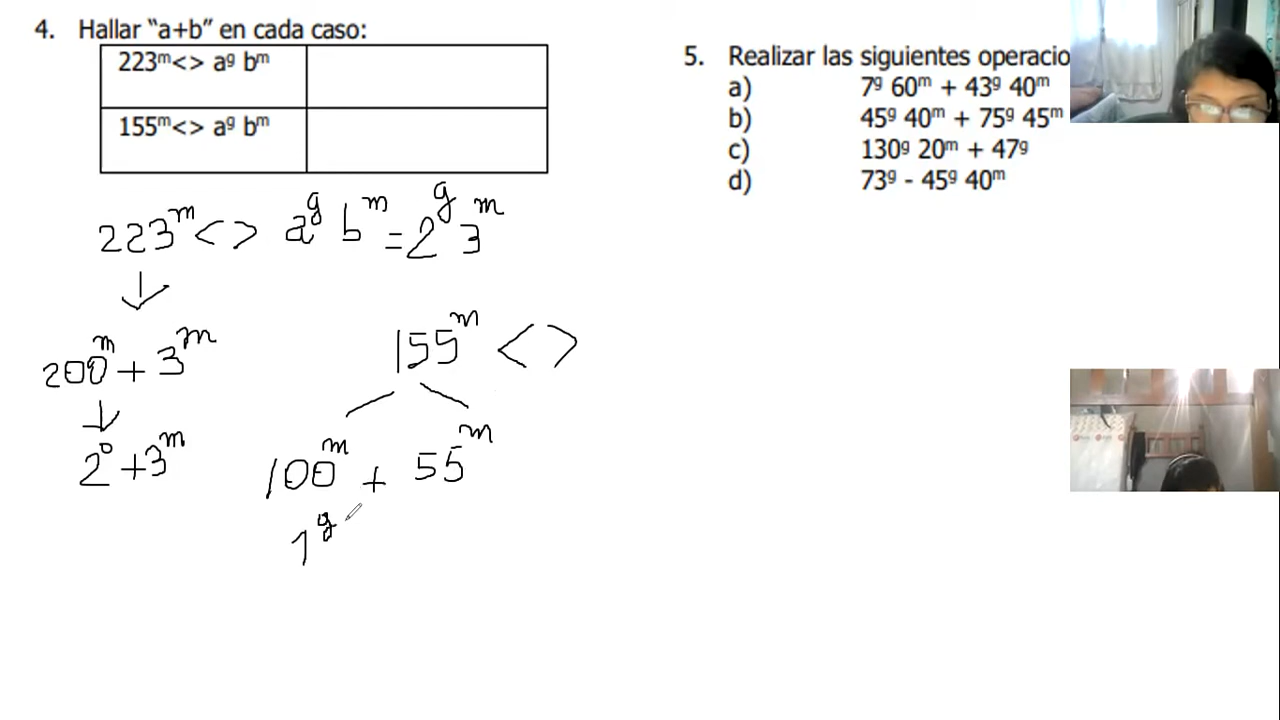 4. Hallar “a+b” en cada caso:
223ᵐ<> aᵍ bᵐ
155ᵐ<> aᵍ bᵐ
223ᵐ <> aᵍ bᵐ = 2ᵍ 3ᵐ
200ᵐ + 3ᵐ
2⁰ + 3ᵐ
155ᵐ <>
100ᵐ + 55ᵐ
1ᵍ
5. Realizar las siguientes operacio
a) 7ᵍ 60ᵐ + 43ᵍ 40ᵐ
b) 45ᵍ 40ᵐ + 75ᵍ 45ᵐ
c) 130ᵍ 20ᵐ + 47ᵍ
d) 73ᵍ - 45ᵍ 40ᵐ